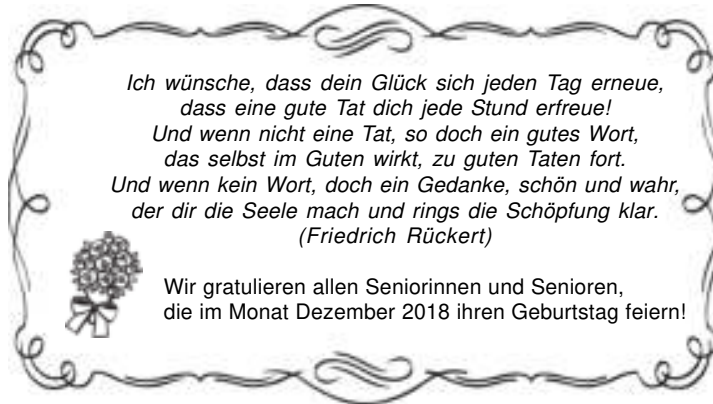 Ich wünsche, dass dein Glück sich jeden Tag erneue,
dass eine gute Tat dich jede Stund erfreue!
Und wenn nicht eine Tat, so doch ein gutes Wort,
das selbst im Guten wirkt, zu guten Taten fort.
Und wenn kein Wort, doch ein Gedanke, schön und wahr,
der dir die Seele mach und rings die Schöpfung klar.
(Friedrich Rückert)
Wir gratulieren allen Seniorinnen und Senioren,
die im Monat Dezember 2018 ihren Geburtstag feiern!